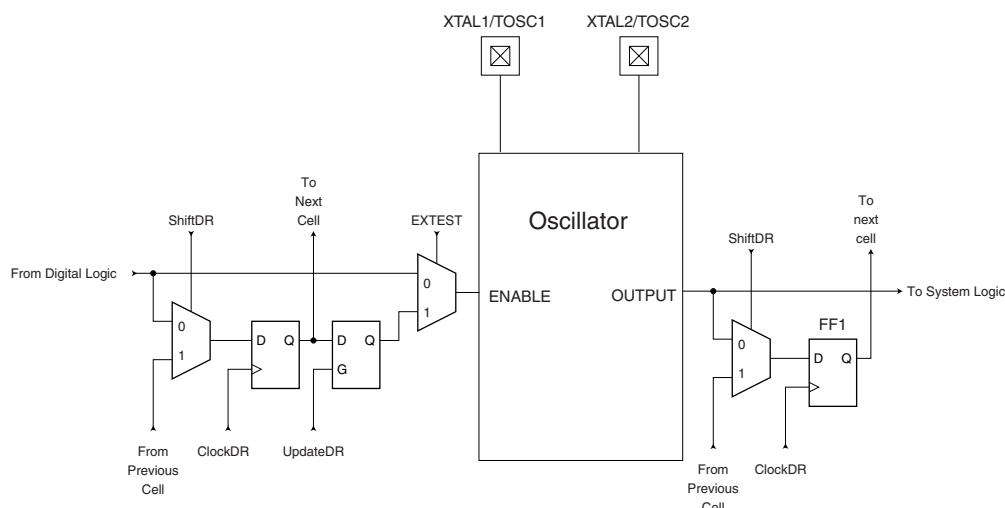 XTAL1/TOSC1
XTAL2/TOSC2
To
Next
Cell
ShiftDR
EXTEST
From Digital Logic
0
1
0
1
D Q
D Q
G
From
Previous
Cell
ClockDR
UpdateDR
Oscillator
ENABLE
OUTPUT
To
next
cell
ShiftDR
To System Logic
FF1
0
1
D Q
From
Previous
Cell
ClockDR